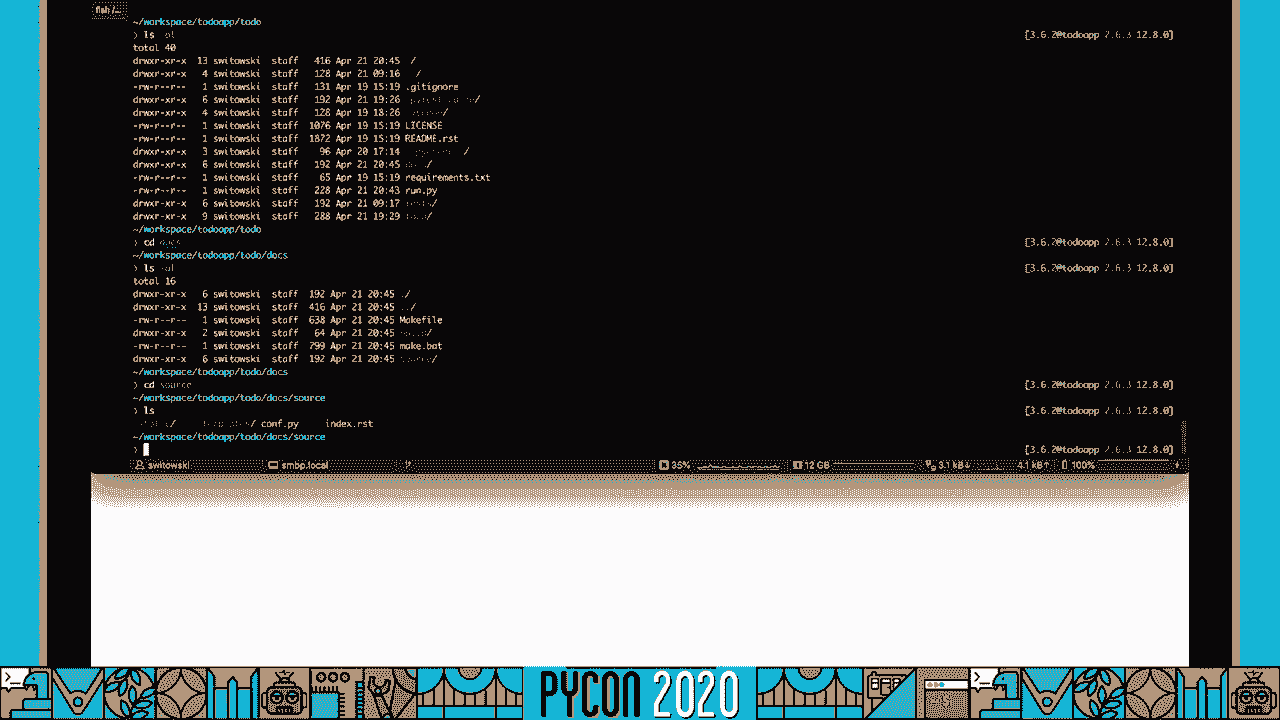 fish /...
~/workspace/todoapp/todo
❯ ls -al [3.6.2@todoapp 2.6.3 12.8.0]
total 40
drwxr-xr-x 13 switowski staff 416 Apr 21 20:45 /
drwxr-xr-x 4 switowski staff 128 Apr 21 09:16 /
-rw-r--r-- 1 switowski staff 131 Apr 19 15:19 .gitignore
drwxr-xr-x 6 switowski staff 192 Apr 21 19:26 /
drwxr-xr-x 4 switowski staff 128 Apr 19 18:26 /
-rw-r--r-- 1 switowski staff 1076 Apr 19 15:19 LICENSE
-rw-r--r-- 1 switowski staff 1872 Apr 19 15:19 README.rst
drwxr-xr-x 3 switowski staff 96 Apr 20 17:14 /
drwxr-xr-x 6 switowski staff 192 Apr 21 20:45 /
-rw-r--r-- 1 switowski staff 65 Apr 19 15:19 requirements.txt
-rw-r--r-- 1 switowski staff 228 Apr 21 20:43 run.py
drwxr-xr-x 6 switowski staff 192 Apr 21 09:17 tests/
drwxr-xr-x 9 switowski staff 288 Apr 21 19:29 /
~/workspace/todoapp/todo
❯ cd docs [3.6.2@todoapp 2.6.3 12.8.0]
~/workspace/todoapp/todo/docs
❯ ls -al [3.6.2@todoapp 2.6.3 12.8.0]
total 16
drwxr-xr-x 6 switowski staff 192 Apr 21 20:45 ./
drwxr-xr-x 13 switowski staff 416 Apr 21 20:45 ../
-rw-r--r-- 1 switowski staff 638 Apr 21 20:45 Makefile
drwxr-xr-x 2 switowski staff 64 Apr 21 20:45 /
-rw-r--r-- 1 switowski staff 799 Apr 21 20:45 make.bat
drwxr-xr-x 6 switowski staff 192 Apr 21 20:45 source/
~/workspace/todoapp/todo/docs
❯ cd source [3.6.2@todoapp 2.6.3 12.8.0]
~/workspace/todoapp/todo/docs/source
❯ ls [3.6.2@todoapp 2.6.3 12.8.0]
/ / conf.py index.rst
~/workspace/todoapp/todo/docs/source
❯ [3.6.2@todoapp 2.6.3 12.8.0]
switowski smbp.local 35% 12 GB 3.1 kB↓ 4.1 kB↑ 100%
PYCON 2020